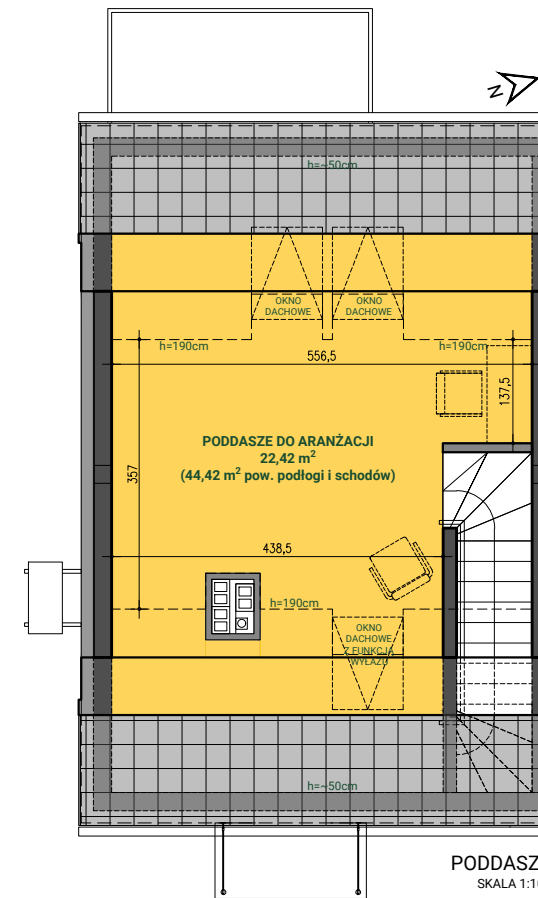 N
h=~50cm
OKNO
DACHOWE
OKNO
DACHOWE
h=190cm
h=190cm
556,5
137,5
PODDASZE DO ARANŻACJI
22,42 m²
(44,42 m² pow. podłogi i schodów)
357
438,5
h=190cm
OKNO
DACHOWE
Z FUNKCJĄ
WYŁAZU
h=~50cm
PODDASZ
SKALA 1:1